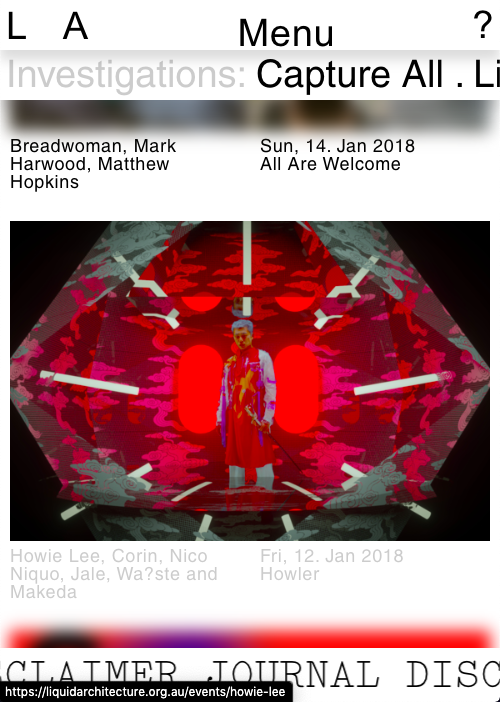 L A Menu ?
Investigations: Capture All . Li
Breadwoman, Mark
Harwood, Matthew
Hopkins
Sun, 14. Jan 2018
All Are Welcome
Howie Lee, Corin, Nico
Niquo, Jale, Wa?ste and
Makeda
Fri, 12. Jan 2018
Howler
SCLAIMER JOURNAL DISC
https://liquidarchitecture.org.au/events/howie-lee